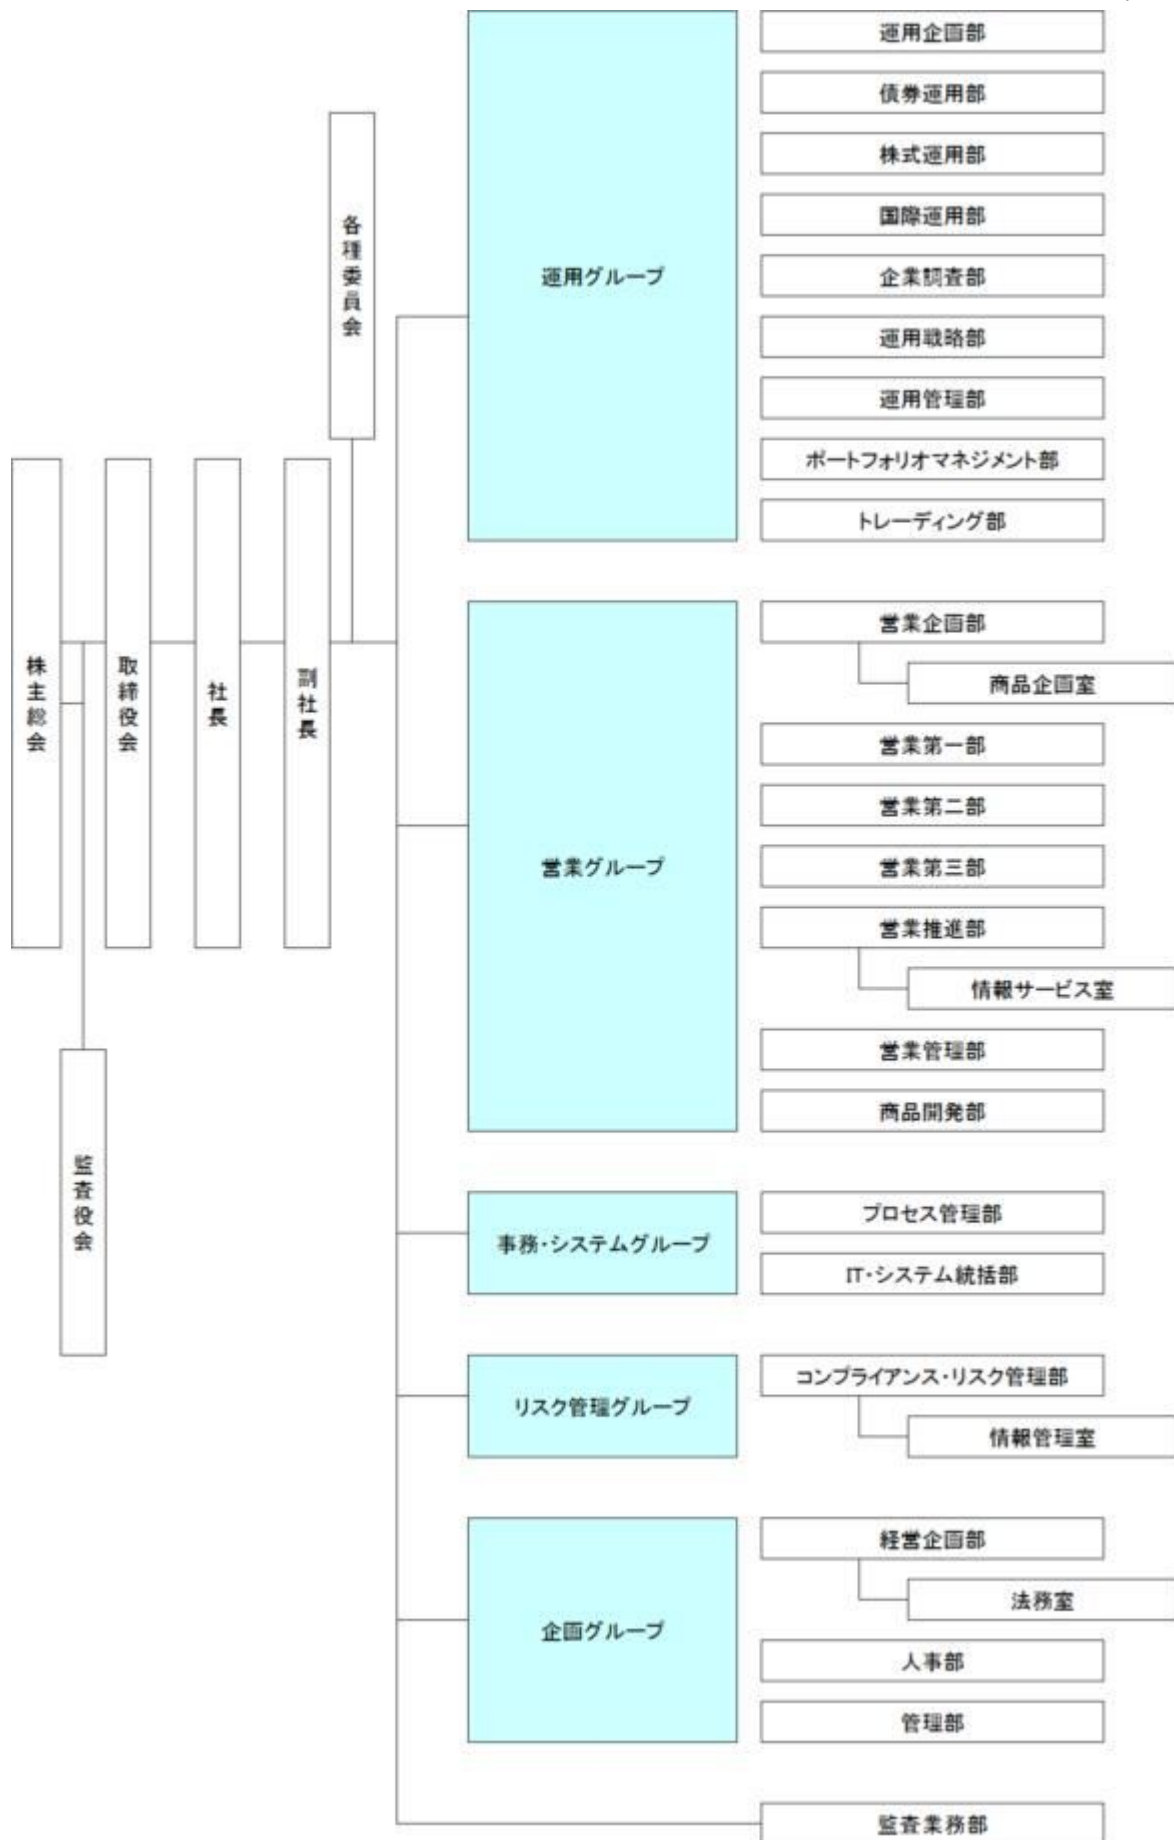 株主総会
取締役会
社長
副社長
各種委員会
監査役会
運用グループ
運用企画部
債券運用部
株式運用部
国際運用部
企業調査部
運用戦略部
運用管理部
ポートフォリオマネジメント部
トレーディング部
営業グループ
営業企画部
商品企画室
営業第一部
営業第二部
営業第三部
営業推進部
情報サービス室
営業管理部
商品開発部
事務・システムグループ
プロセス管理部
IT・システム統括部
リスク管理グループ
コンプライアンス・リスク管理部
情報管理室
企画グループ
経営企画部
法務室
人事部
管理部
監査業務部